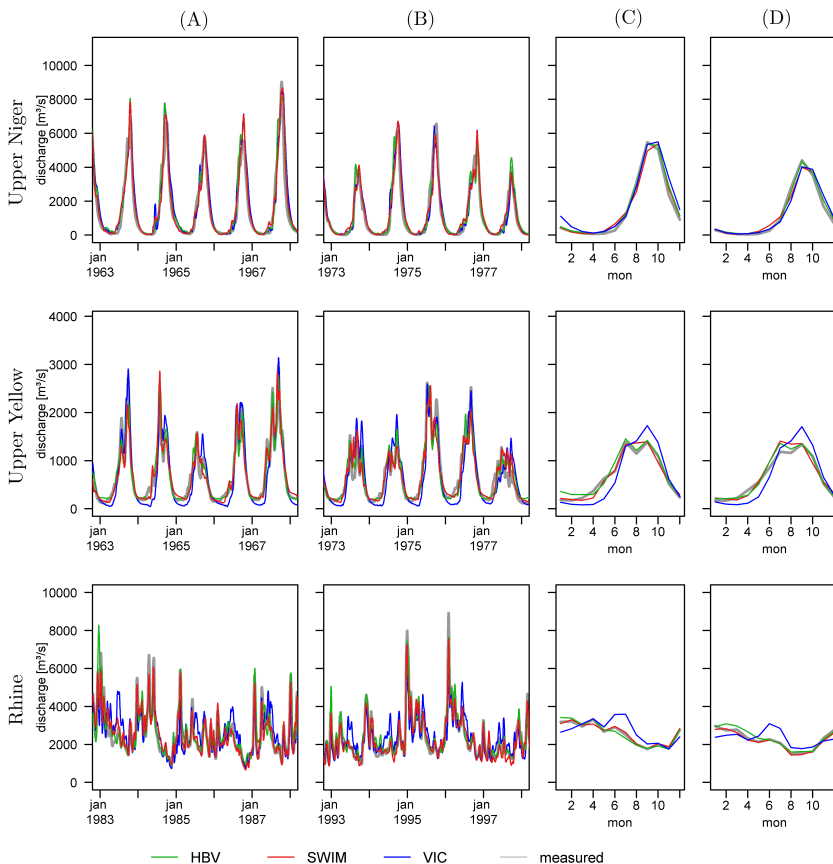 (A) (B) (C) (D)
Upper Niger
discharge [m³/s]
10000
8000
6000
4000
2000
0
jan 1963 jan 1965 jan 1967
jan 1973 jan 1975 jan 1977
2 4 6 8 10
mon
2 4 6 8 10
mon
Upper Yellow
discharge [m³/s]
4000
3000
2000
1000
0
jan 1963 jan 1965 jan 1967
jan 1973 jan 1975 jan 1977
2 4 6 8 10
mon
2 4 6 8 10
mon
Rhine
discharge [m³/s]
10000
8000
6000
4000
2000
0
jan 1983 jan 1985 jan 1987
jan 1993 jan 1995 jan 1997
2 4 6 8 10
mon
2 4 6 8 10
mon
HBV SWIM VIC measured